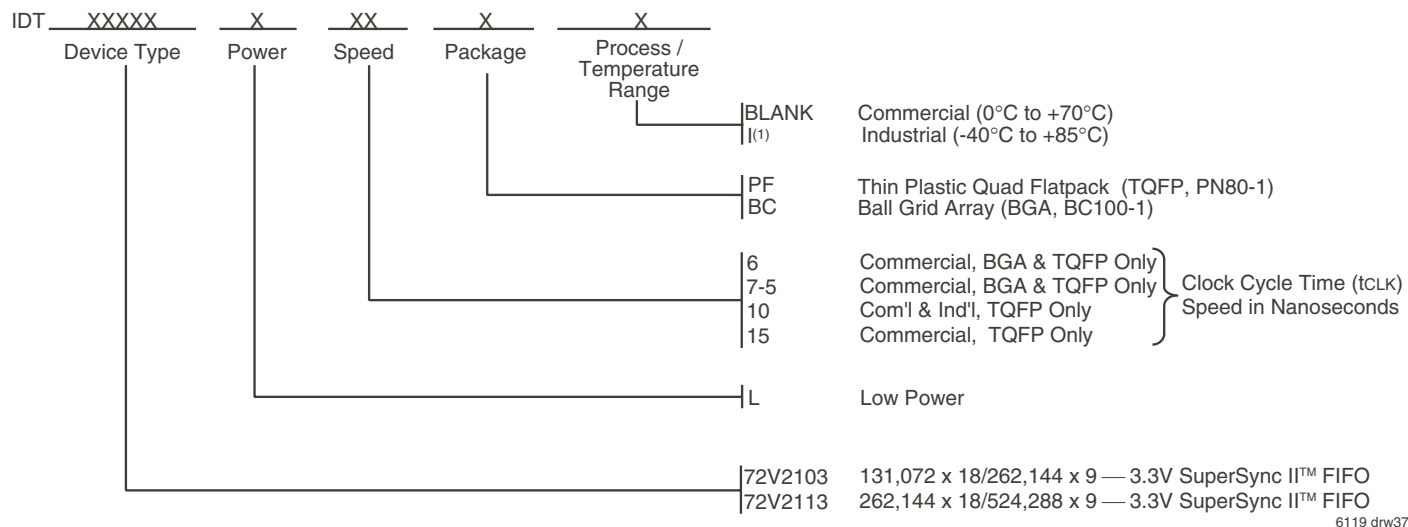 IDT XXXXX X XX X X
Device Type Power Speed Package Process / Temperature Range
BLANK Commercial (0°C to +70°C)
I(1) Industrial (-40°C to +85°C)
PF Thin Plastic Quad Flatpack (TQFP, PN80-1)
BC Ball Grid Array (BGA, BC100-1)
6 Commercial, BGA & TQFP Only
7-5 Commercial, BGA & TQFP Only
10 Com'l & Ind'l, TQFP Only
15 Commercial, TQFP Only
Clock Cycle Time (tCLK)
Speed in Nanoseconds
L Low Power
72V2103 131,072 x 18/262,144 x 9 — 3.3V SuperSync II™ FIFO
72V2113 262,144 x 18/524,288 x 9 — 3.3V SuperSync II™ FIFO
6119 drw37